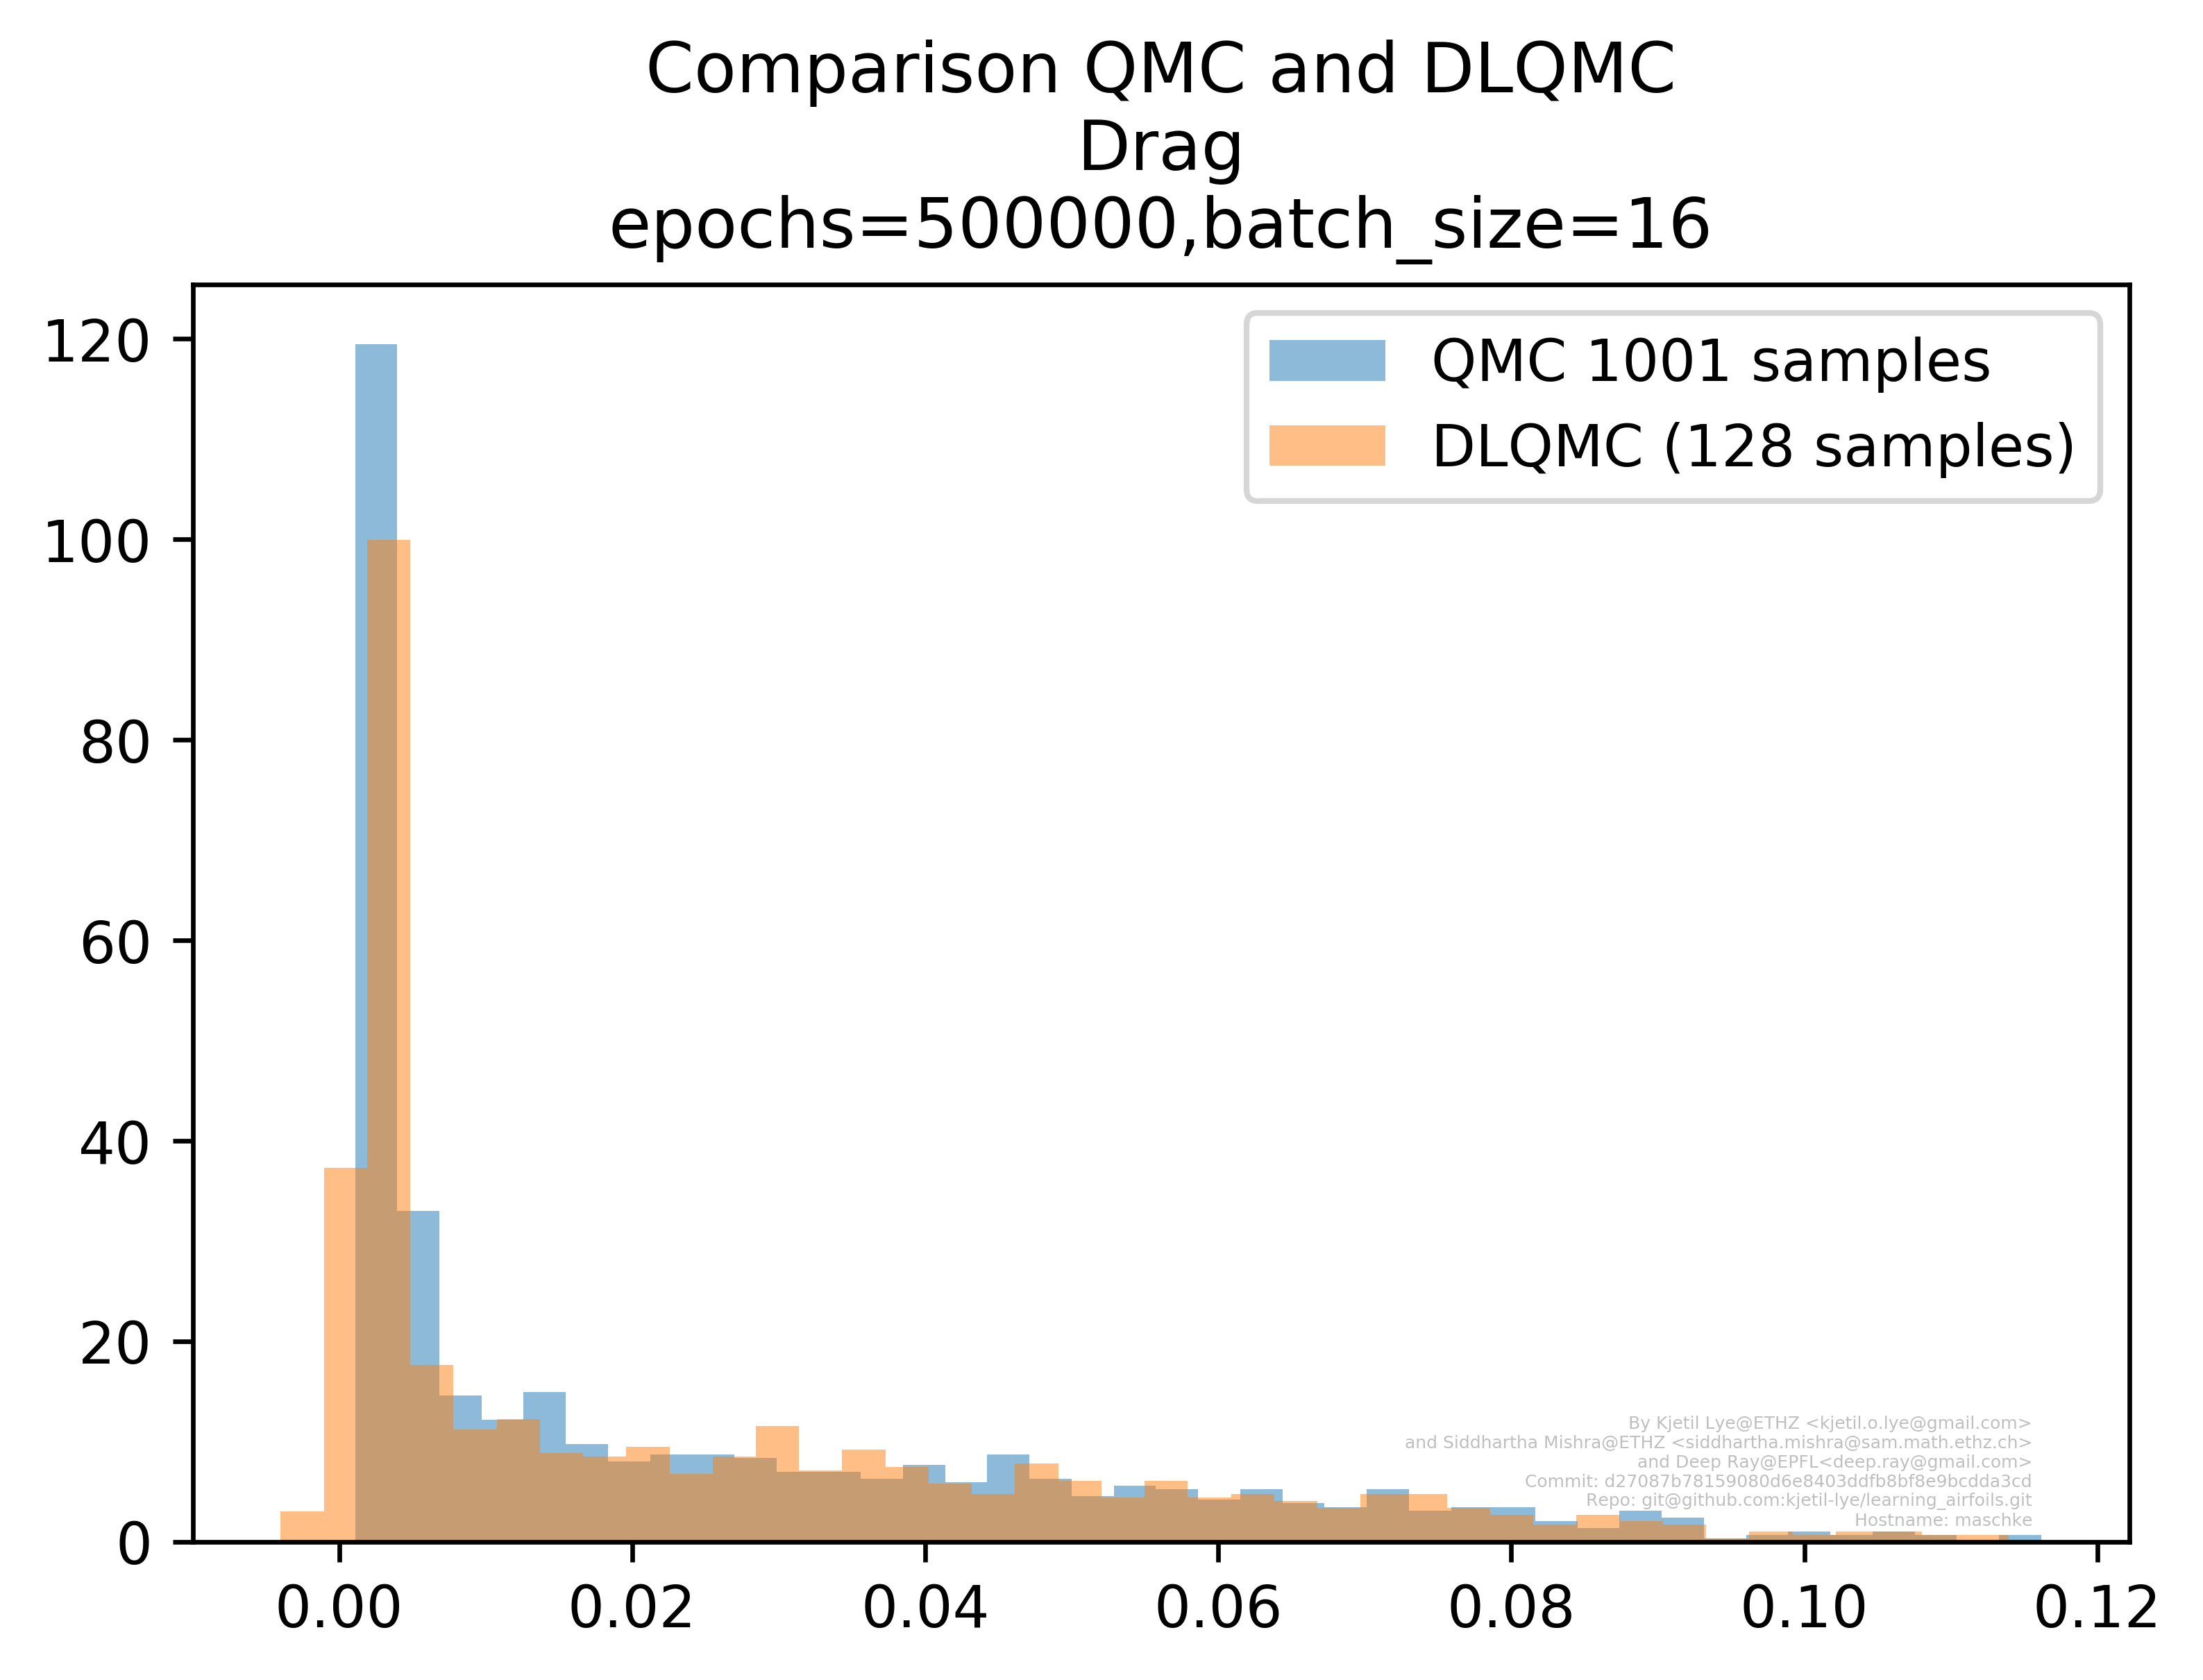 Comparison QMC and DLQMC
Drag
epochs=500000,batch_size=16
QMC 1001 samples
DLQMC (128 samples)
120
100
80
60
40
20
0
By Kjetil Lye@ETHZ <kjetil.o.lye@gmail.com>
and Siddhartha Mishra@ETHZ <siddhartha.mishra@sam.math.ethz.ch>
and Deep Ray@EPFL<deep.ray@gmail.com>
Commit: d27087b78159080d6e8403ddfb8bf8e9bcdda3cd
Repo: git@github.com:kjetil-lye/learning_airfoils.git
Hostname: maschke
0.00 0.02 0.04 0.06 0.08 0.10 0.12